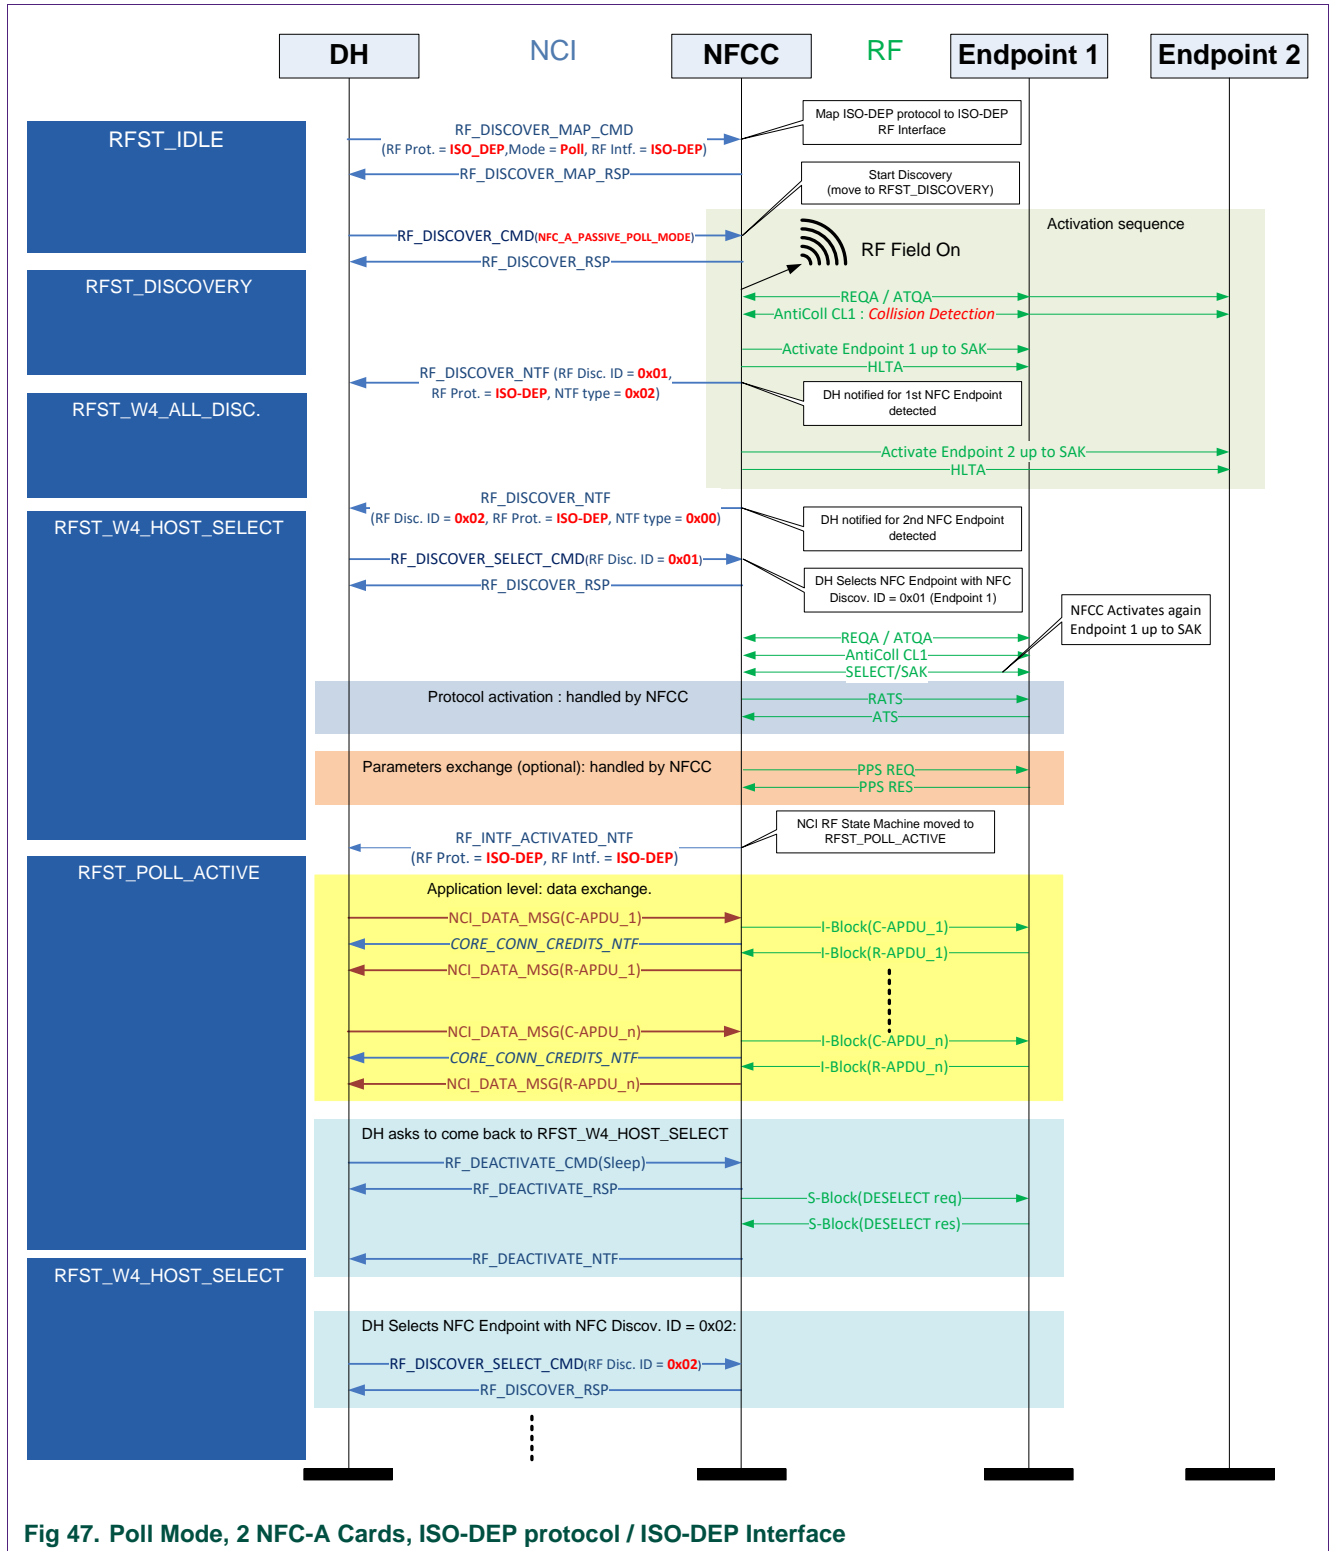 DH
NCI
NFCC
RF
Endpoint 1
Endpoint 2
RFST_IDLE
RF_DISCOVER_MAP_CMD
(RF Prot. = ISO_DEP,Mode = Poll, RF Intf. = ISO-DEP)
Map ISO-DEP protocol to ISO-DEP
RF Interface
RF_DISCOVER_MAP_RSP
Start Discovery
(move to RFST_DISCOVERY)
Activation sequence
RF_DISCOVER_CMD(NFC_A_PASSIVE_POLL_MODE)
RF Field On
RF_DISCOVER_RSP
RFST_DISCOVERY
REQA / ATQA
AntiColl CL1 : Collision Detection
Activate Endpoint 1 up to SAK
HLTA
RF_DISCOVER_NTF (RF Disc. ID = 0x01,
RF Prot. = ISO-DEP, NTF type = 0x02)
DH notified for 1st NFC Endpoint
detected
RFST_W4_ALL_DISC.
Activate Endpoint 2 up to SAK
HLTA
RF_DISCOVER_NTF
(RF Disc. ID = 0x02, RF Prot. = ISO-DEP, NTF type = 0x00)
DH notified for 2nd NFC Endpoint
detected
RFST_W4_HOST_SELECT
RF_DISCOVER_SELECT_CMD(RF Disc. ID = 0x01)
RF_DISCOVER_RSP
DH Selects NFC Endpoint with NFC
Discov. ID = 0x01 (Endpoint 1)
NFCC Activates again
Endpoint 1 up to SAK
REQA / ATQA
AntiColl CL1
SELECT/SAK
Protocol activation : handled by NFCC
RATS
ATS
Parameters exchange (optional): handled by NFCC
PPS REQ
PPS RES
RF_INTF_ACTIVATED_NTF
(RF Prot. = ISO-DEP, RF Intf. = ISO-DEP)
NCI RF State Machine moved to
RFST_POLL_ACTIVE
RFST_POLL_ACTIVE
Application level: data exchange.
NCI_DATA_MSG(C-APDU_1)
I-Block(C-APDU_1)
CORE_CONN_CREDITS_NTF
I-Block(R-APDU_1)
NCI_DATA_MSG(R-APDU_1)
NCI_DATA_MSG(C-APDU_n)
I-Block(C-APDU_n)
CORE_CONN_CREDITS_NTF
I-Block(R-APDU_n)
NCI_DATA_MSG(R-APDU_n)
DH asks to come back to RFST_W4_HOST_SELECT
RF_DEACTIVATE_CMD(Sleep)
RF_DEACTIVATE_RSP
S-Block(DESELECT req)
S-Block(DESELECT res)
RF_DEACTIVATE_NTF
RFST_W4_HOST_SELECT
DH Selects NFC Endpoint with NFC Discov. ID = 0x02:
RF_DISCOVER_SELECT_CMD(RF Disc. ID = 0x02)
RF_DISCOVER_RSP
Fig 47. Poll Mode, 2 NFC-A Cards, ISO-DEP protocol / ISO-DEP Interface